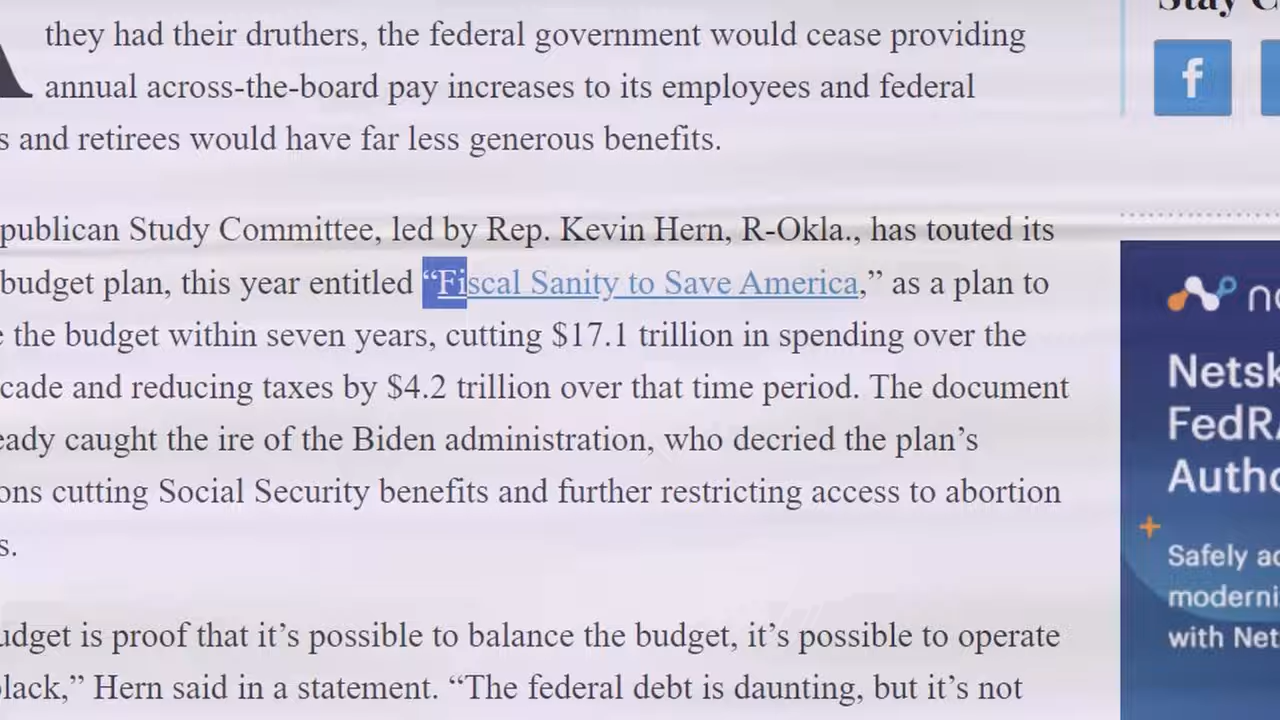 they had their druthers, the federal government would cease providing
annual across-the-board pay increases to its employees and federal
s and retirees would have far less generous benefits.
publican Study Committee, led by Rep. Kevin Hern, R-Okla., has touted its
budget plan, this year entitled “Fiscal Sanity to Save America,” as a plan to
e the budget within seven years, cutting $17.1 trillion in spending over the
cade and reducing taxes by $4.2 trillion over that time period. The document
eady caught the ire of the Biden administration, who decried the plan’s
ons cutting Social Security benefits and further restricting access to abortion
s.
udget is proof that it’s possible to balance the budget, it’s possible to operate
black,” Hern said in a statement. “The federal debt is daunting, but it’s not
Stay C
f
Netsk
FedRA
Autho
Safely ac
moderni
with Net